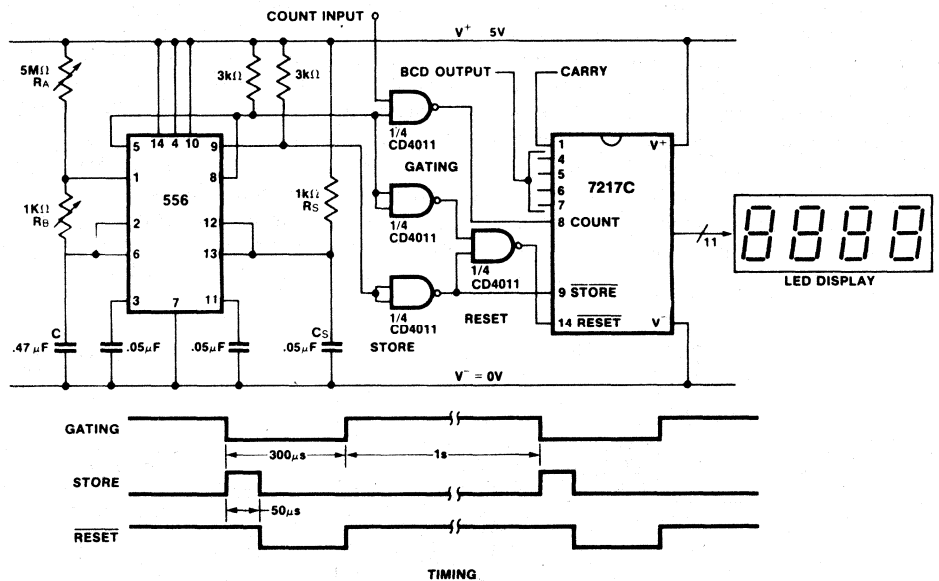 COUNT INPUT
V+ 5V
5MΩ
RA
3kΩ
3kΩ
BCD OUTPUT
CARRY
1/4
CD4011
GATING
14 4 10
5
9
1
8
556
1KΩ
RB
2
12
6
13
3
7
11
1kΩ
RS
1/4
CD4011
1/4
CD4011
RESET
1/4
CD4011
STORE
1
V+
4
5
7217C
6
7
8 COUNT
9 STORE
14 RESET
V−
11
LED DISPLAY
C
.47 µF
.05µF
.05µF
CS
.05µF
V− = 0V
GATING
300µs
1s
STORE
50µs
RESET
TIMING